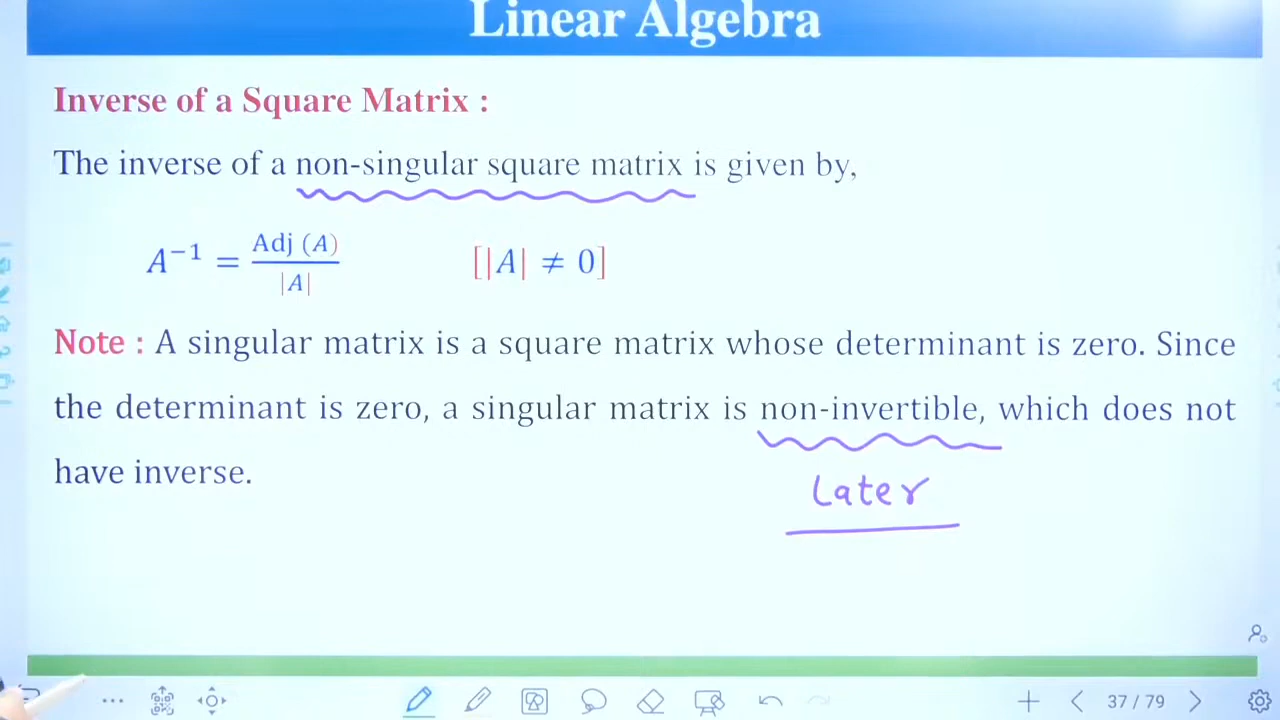 Linear Algebra
Inverse of a Square Matrix :
The inverse of a non-singular square matrix is given by,
A⁻¹ = Adj (A) / |A| [|A| ≠ 0]
Note : A singular matrix is a square matrix whose determinant is zero. Since
the determinant is zero, a singular matrix is non-invertible, which does not
have inverse.
Later
37 / 79